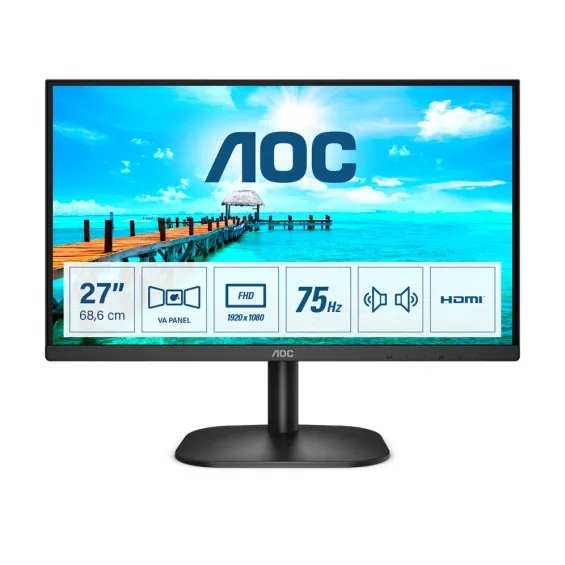 AOC
27"
68,6 cm
VA PANEL
FHD
1920 x 1080
75Hz
HDMI
AOC